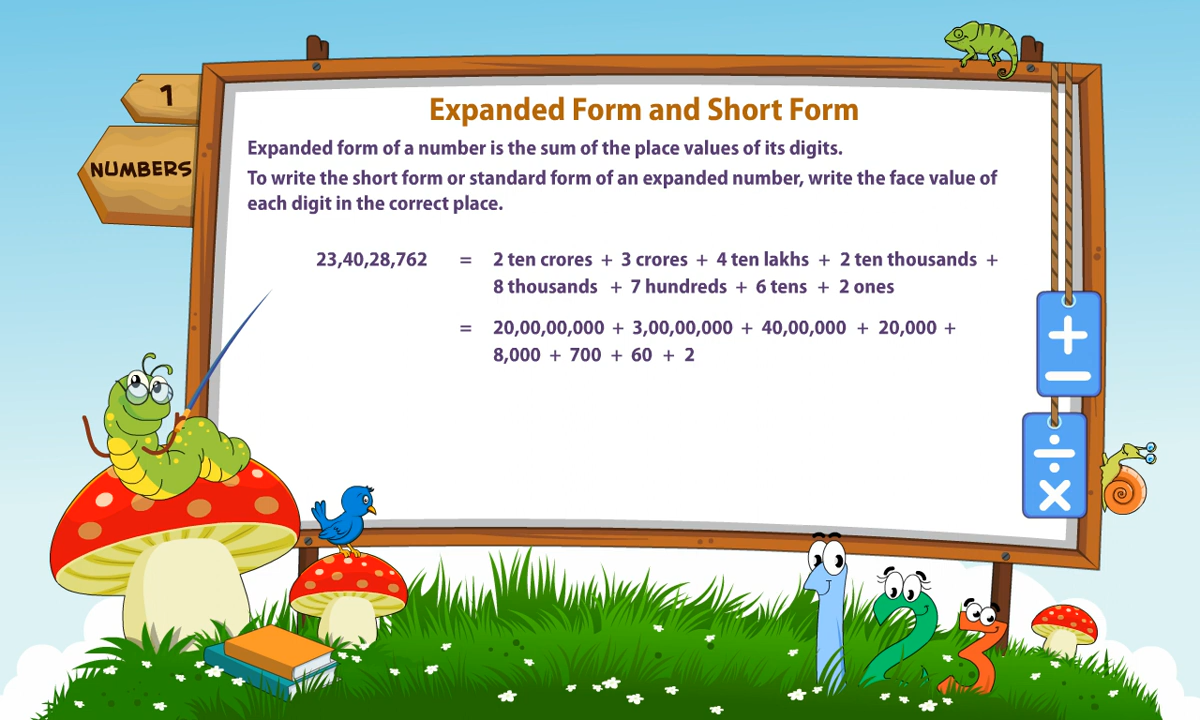 1
NUMBERS
Expanded Form and Short Form
Expanded form of a number is the sum of the place values of its digits.
To write the short form or standard form of an expanded number, write the face value of
each digit in the correct place.
23,40,28,762 = 2 ten crores + 3 crores + 4 ten lakhs + 2 ten thousands +
8 thousands + 7 hundreds + 6 tens + 2 ones
= 20,00,00,000 + 3,00,00,000 + 40,00,000 + 20,000 +
8,000 + 700 + 60 + 2
+
−
÷
×
1 2 3